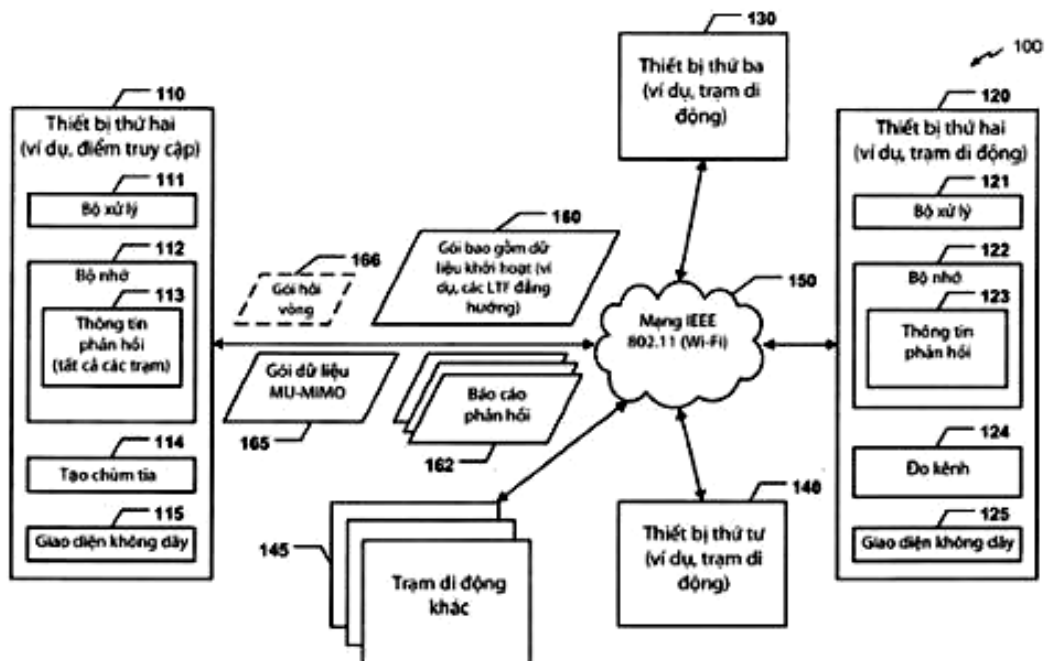 130
Thiết bị thứ ba
(ví dụ, trạm di
động)
100
110
Thiết bị thứ hai
(ví dụ, điểm truy cập)
111
Bộ xử lý
112
Bộ nhớ
113
Thông tin
phản hồi
(tất cả các trạm)
114
Tạo chùm tia
115
Giao diện không dây
166
Gói hỏi
vòng
160
Gói bao gồm dữ
liệu khởi hoạt (ví
dụ, các LTF đẳng
hướng)
Gói dữ liệu
MU-MIMO
165
Báo cáo
phản hồi
162
150
Mạng IEEE
802.11 (Wi-Fi)
120
Thiết bị thứ hai
(ví dụ, trạm di động)
121
Bộ xử lý
122
Bộ nhớ
123
Thông tin
phản hồi
124
Đo kênh
125
Giao diện không dây
145
Trạm di động
khác
140
Thiết bị thứ tư
(ví dụ, trạm di
động)